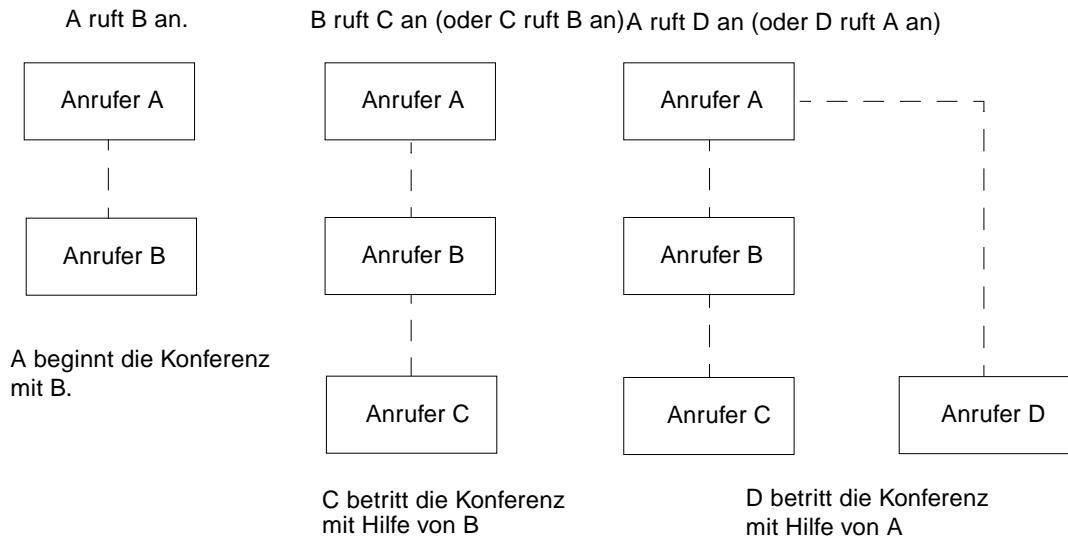 A ruft B an.
B ruft C an (oder C ruft B an)
A ruft D an (oder D ruft A an)
Anrufer A
Anrufer A
Anrufer A
Anrufer B
Anrufer B
Anrufer B
A beginnt die Konferenz
mit B.
Anrufer C
Anrufer C
Anrufer D
C betritt die Konferenz
mit Hilfe von B
D betritt die Konferenz
mit Hilfe von A